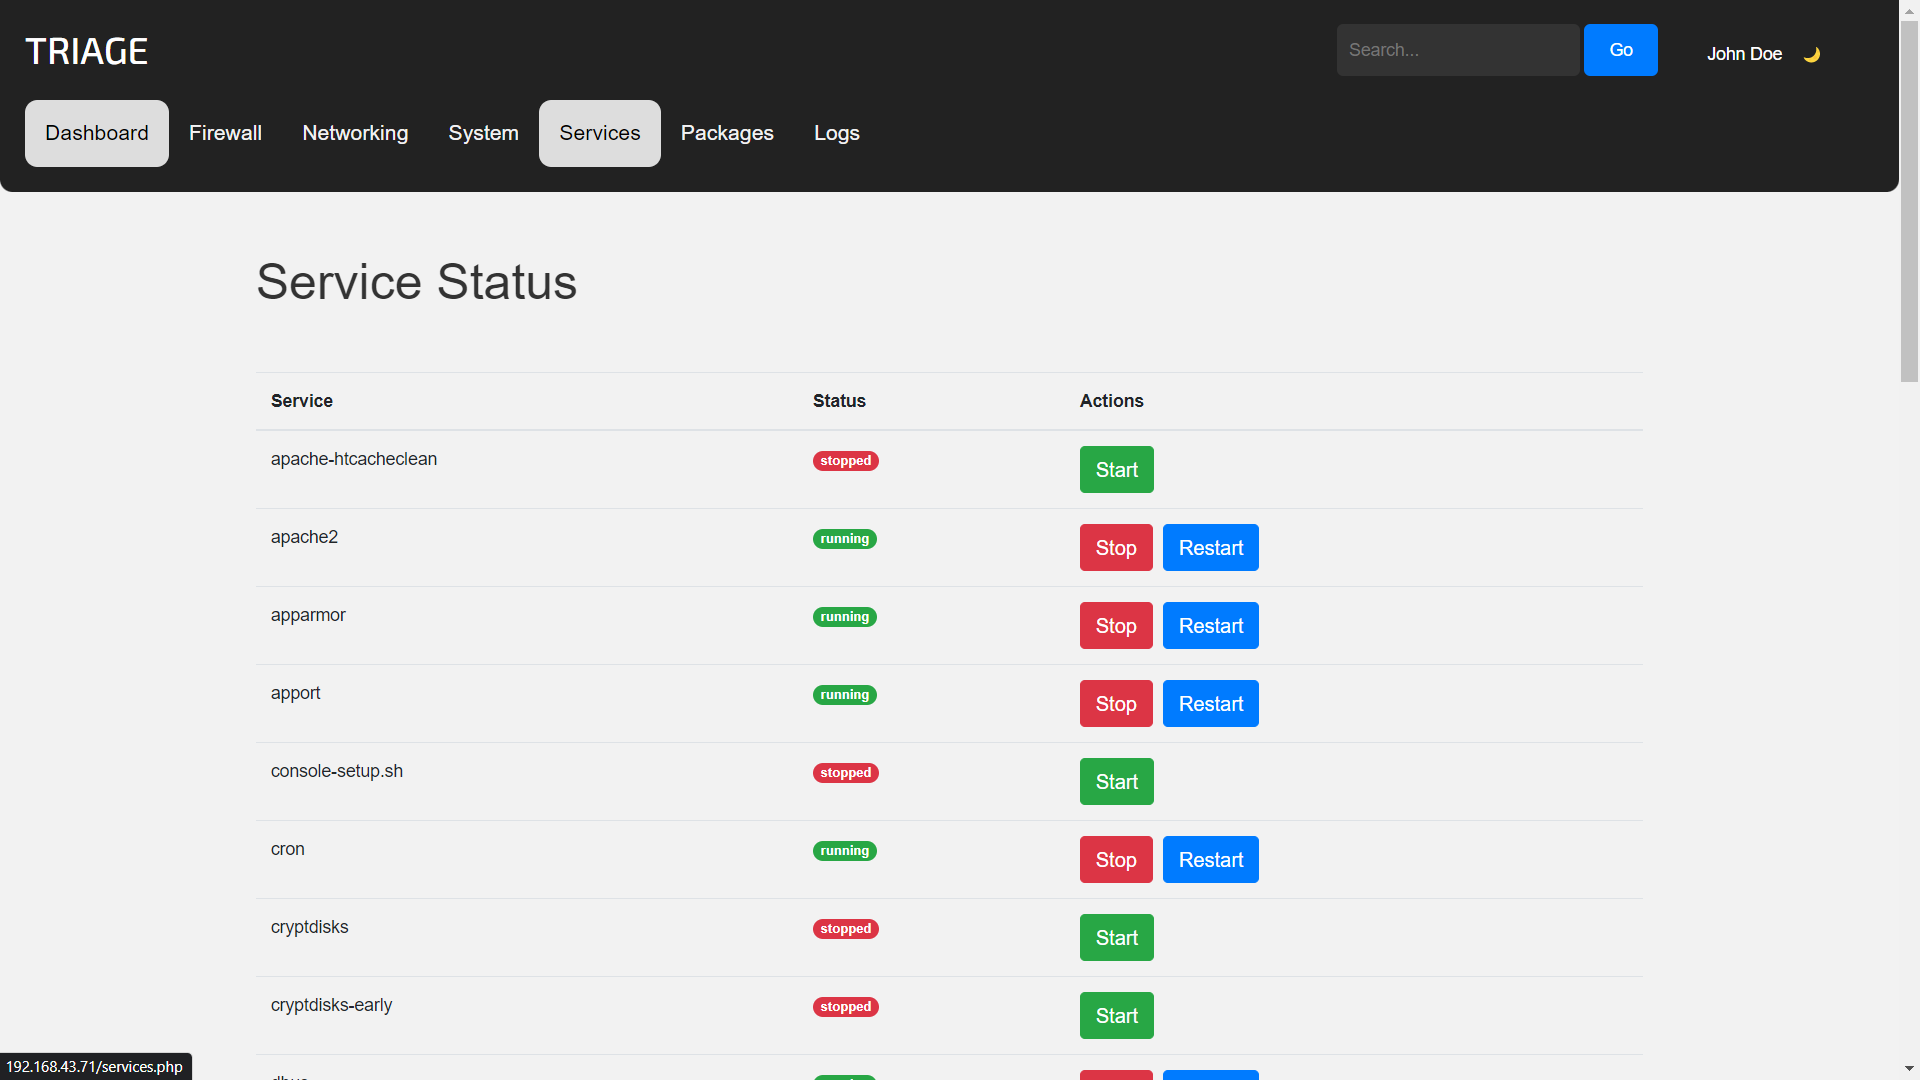 TRIAGE
Search...
Go
John Doe
Dashboard Firewall Networking System Services Packages Logs
Service Status
Service Status Actions
apache-htcacheclean stopped Start
apache2 running Stop Restart
apparmor running Stop Restart
apport running Stop Restart
console-setup.sh stopped Start
cron running Stop Restart
cryptdisks stopped Start
cryptdisks-early stopped Start
192.168.43.71/services.php